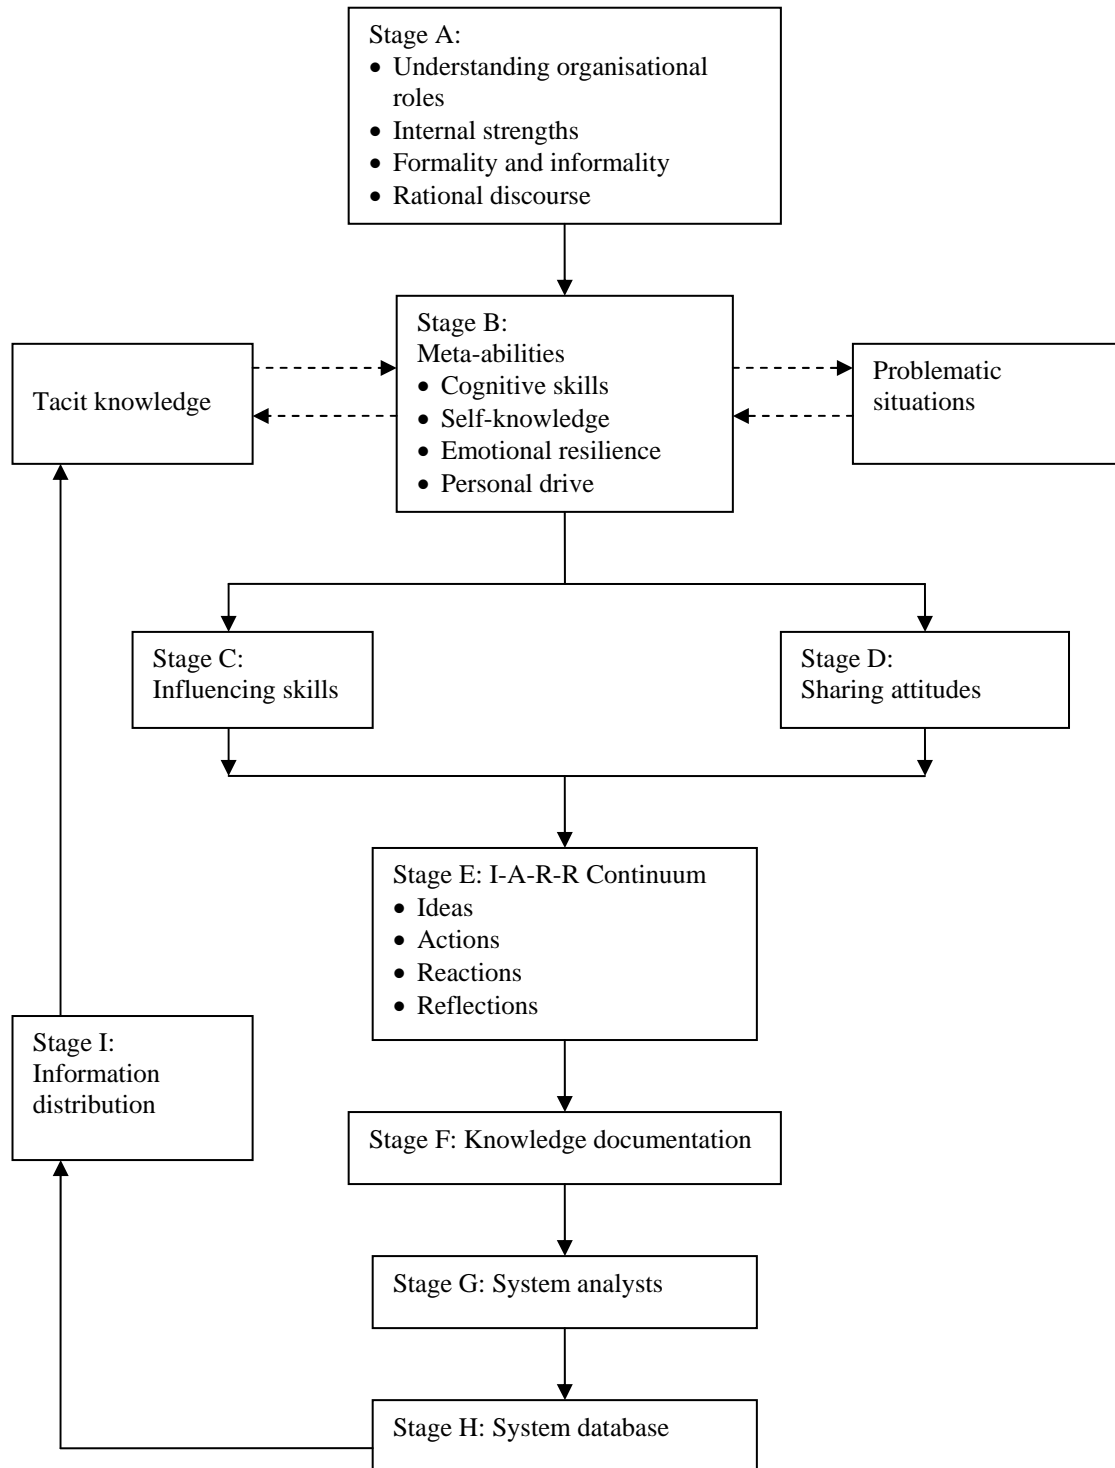 Stage A:
• Understanding organisational
roles
• Internal strengths
• Formality and informality
• Rational discourse
Stage B:
Meta-abilities
• Cognitive skills
• Self-knowledge
• Emotional resilience
• Personal drive
Tacit knowledge
Problematic
situations
Stage C:
Influencing skills
Stage D:
Sharing attitudes
Stage E: I-A-R-R Continuum
• Ideas
• Actions
• Reactions
• Reflections
Stage I:
Information
distribution
Stage F: Knowledge documentation
Stage G: System analysts
Stage H: System database